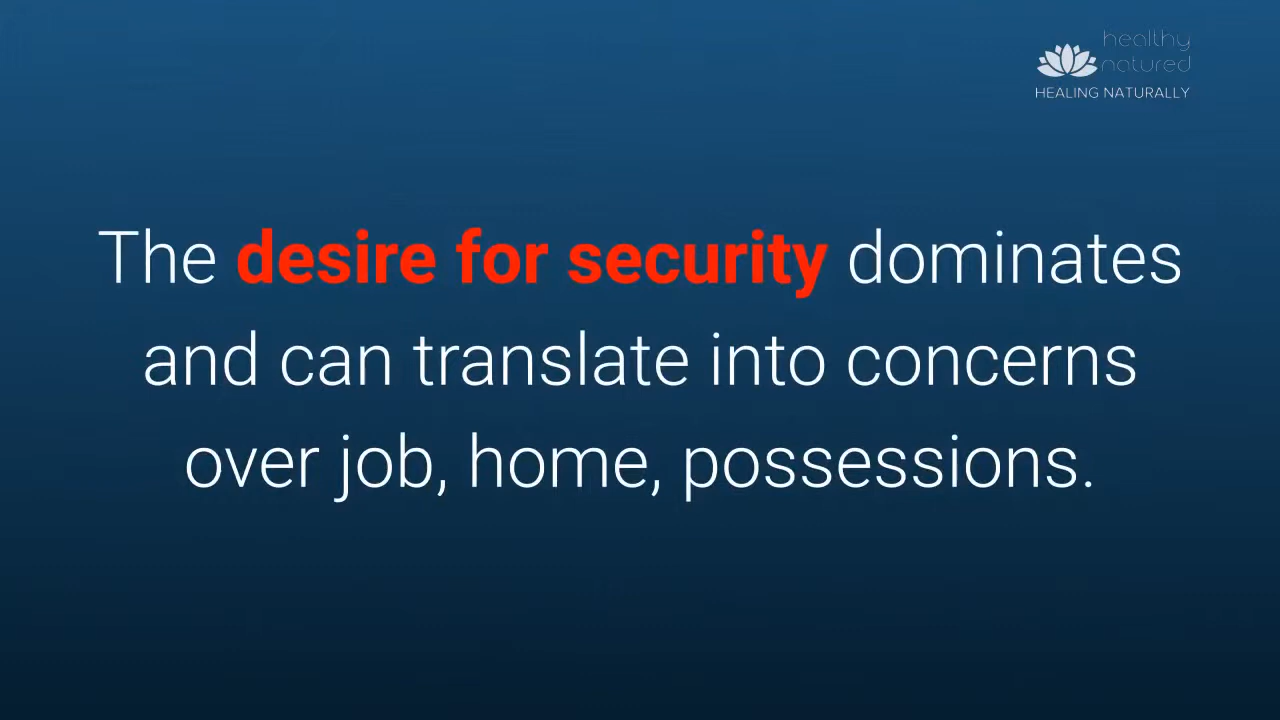 healthy
natured
HEALING NATURALLY
The desire for security dominates
and can translate into concerns
over job, home, possessions.